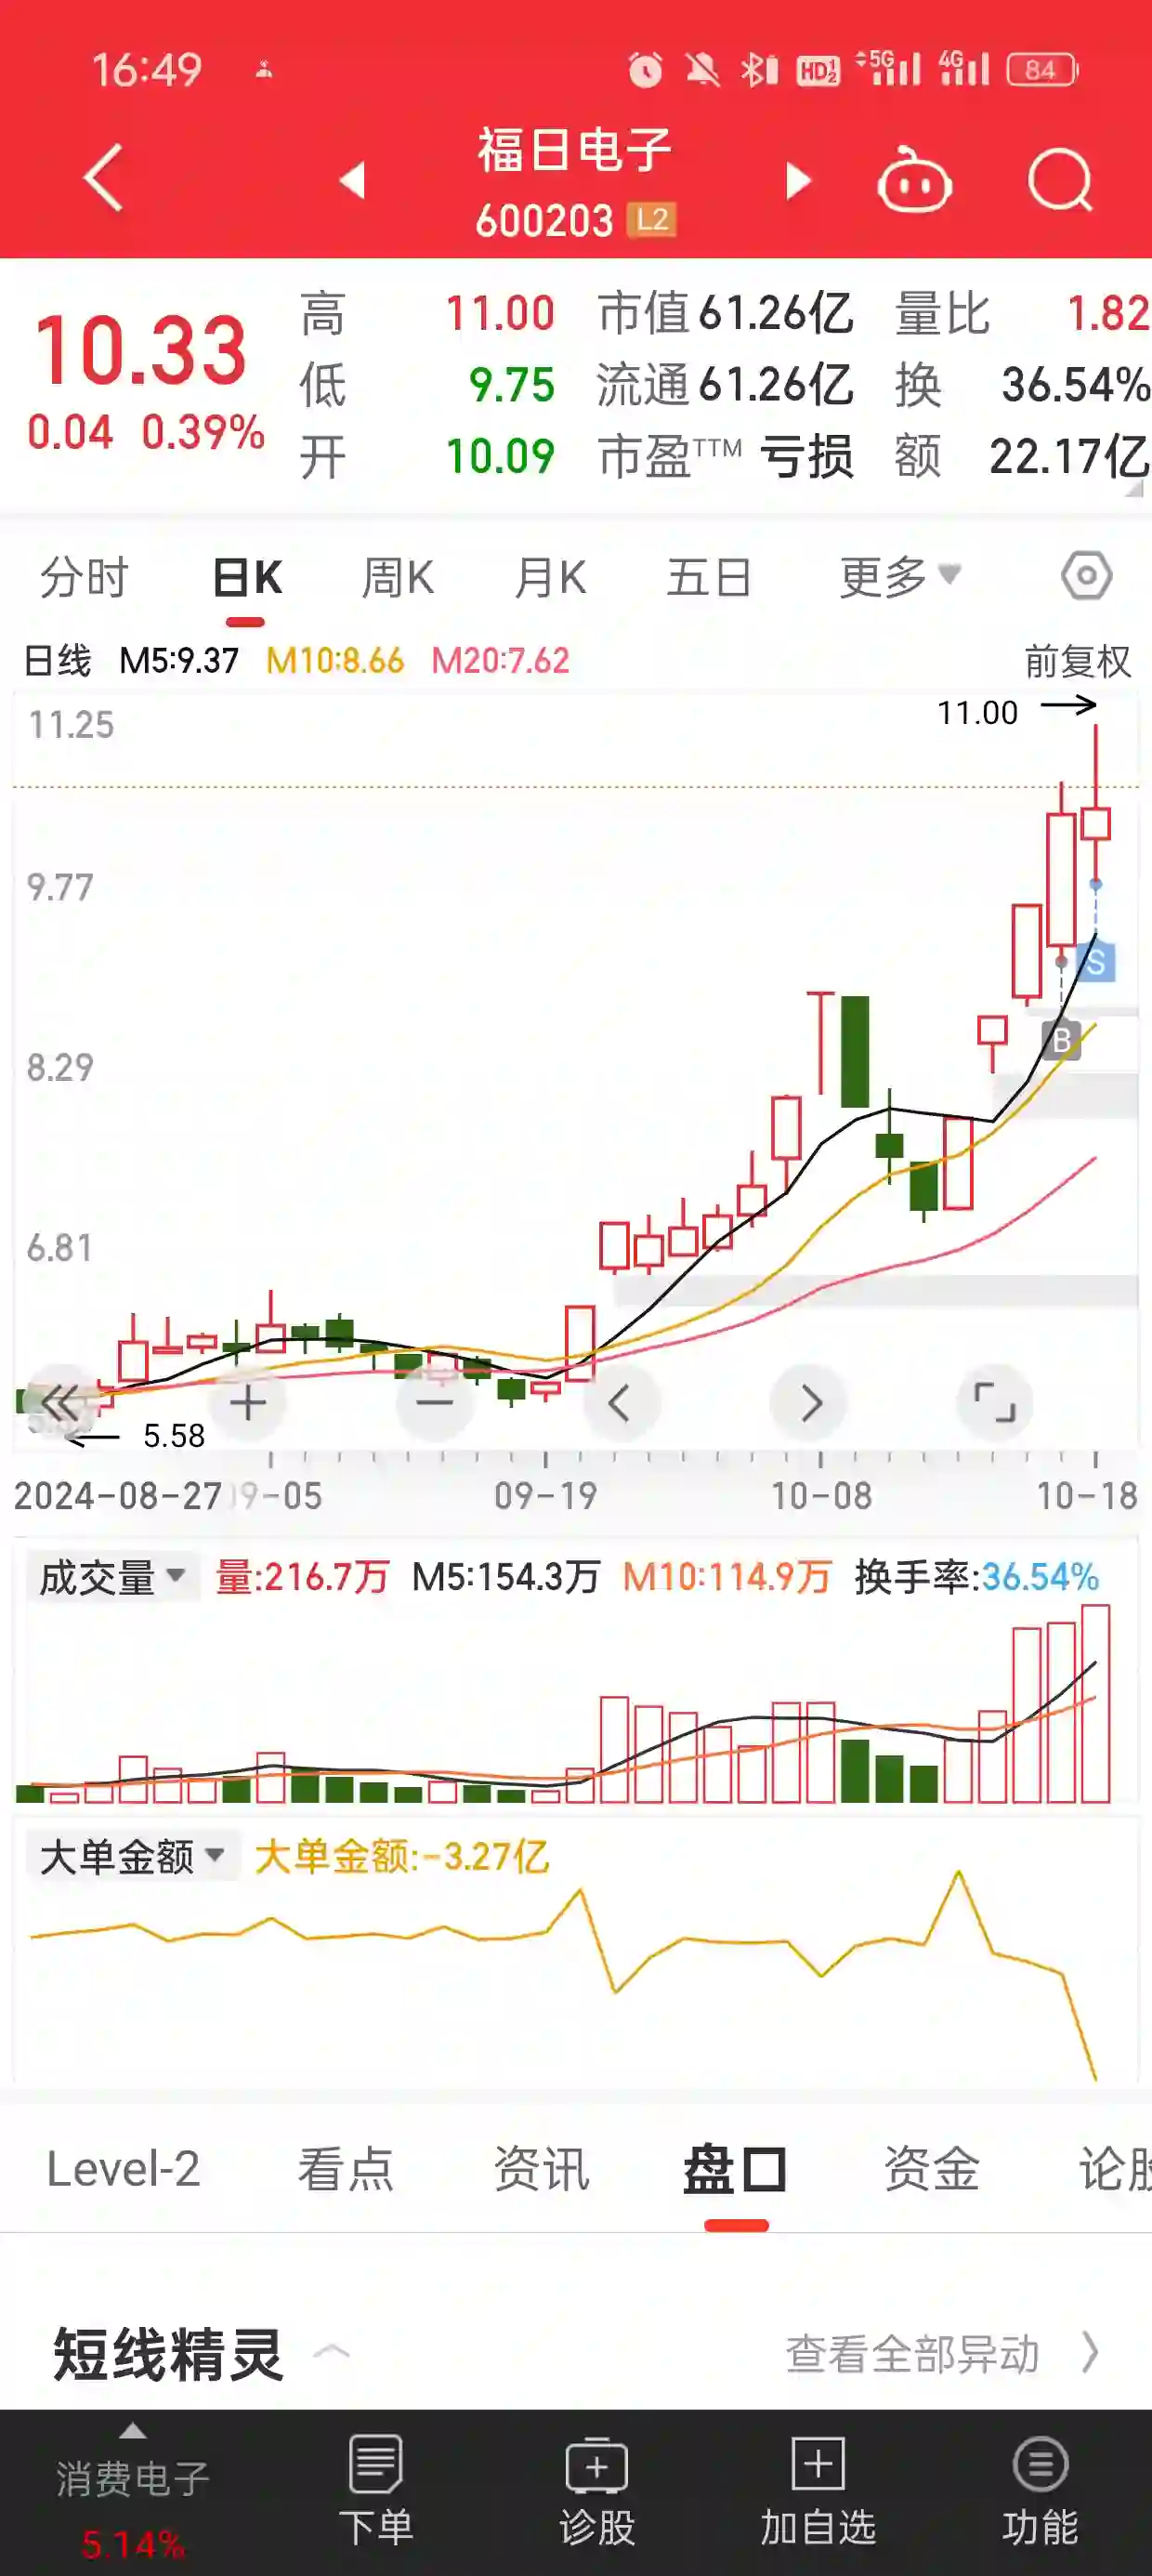 16:49 HD 1 2 5G 4G 84
福日电子
600203 L2
10.33
0.04 0.39%
高 11.00 市值 61.26亿 量比 1.82
低 9.75 流通 61.26亿 换 36.54%
开 10.09 市盈TTM 亏损 额 22.17亿
分时 日K 周K 月K 五日 更多
日线 M5:9.37 M10:8.66 M20:7.62 前复权
11.25
11.00
9.77
S
B
8.29
6.81
5.58
2024-08-27 9-05 09-19 10-08 10-18
成交量 量:216.7万 M5:154.3万 M10:114.9万 换手率:36.54%
大单金额 大单金额:-3.27亿
Level-2 看点 资讯 盘口 资金 论股
短线精灵 查看全部异动
消费电子
5.14%
下单 诊股 加自选 功能